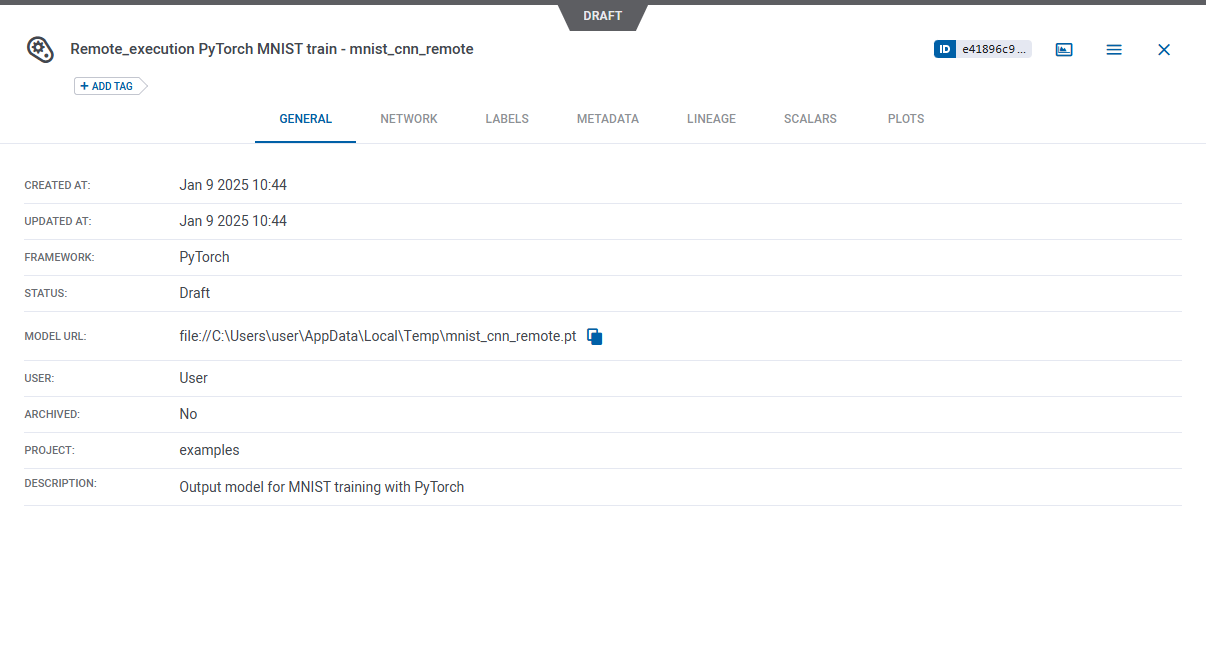 DRAFT
Remote_execution PyTorch MNIST train - mnist_cnn_remote
ID e41896c9...
+ ADD TAG
GENERAL NETWORK LABELS METADATA LINEAGE SCALARS PLOTS
CREATED AT: Jan 9 2025 10:44
UPDATED AT: Jan 9 2025 10:44
FRAMEWORK: PyTorch
STATUS: Draft
MODEL URL: file://C:\Users\user\AppData\Local\Temp\mnist_cnn_remote.pt
USER: User
ARCHIVED: No
PROJECT: examples
DESCRIPTION: Output model for MNIST training with PyTorch